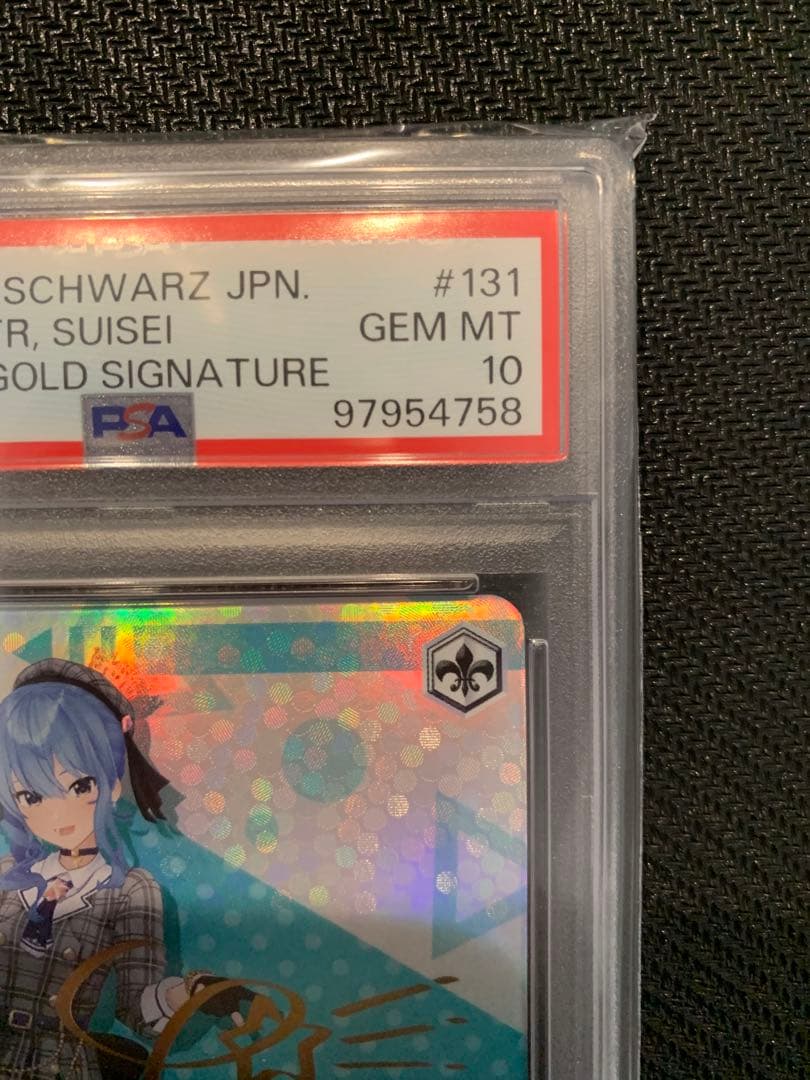 SCHWARZ JPN. #131
TR, SUISEI GEM MT
GOLD SIGNATURE 10
PSA 97954758